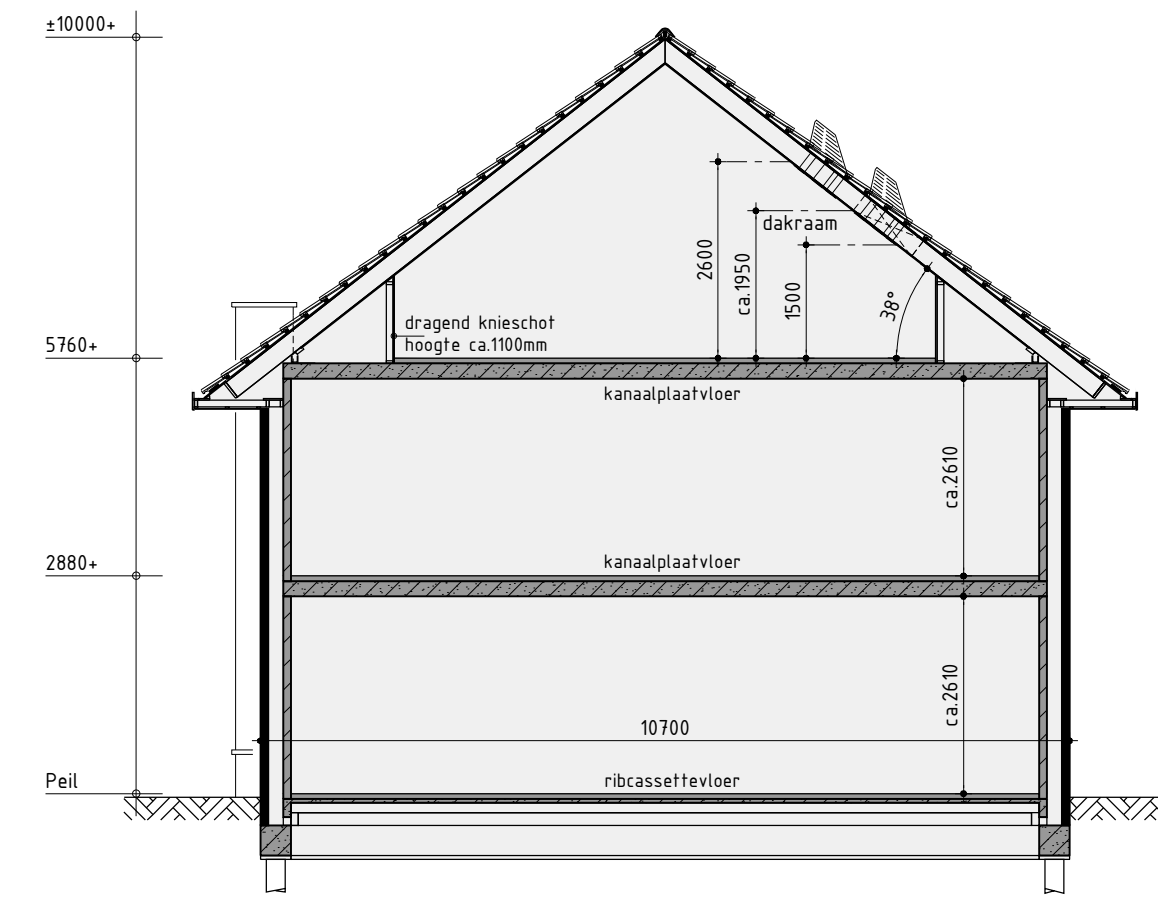 ±10000+
2600
ca.1950
dakraam
1500
38°
dragend knieschot
hoogte ca.1100mm
5760+
kanaalplaatvloer
ca.2610
2880+
kanaalplaatvloer
ca.2610
10700
Peil
ribcassettevloer